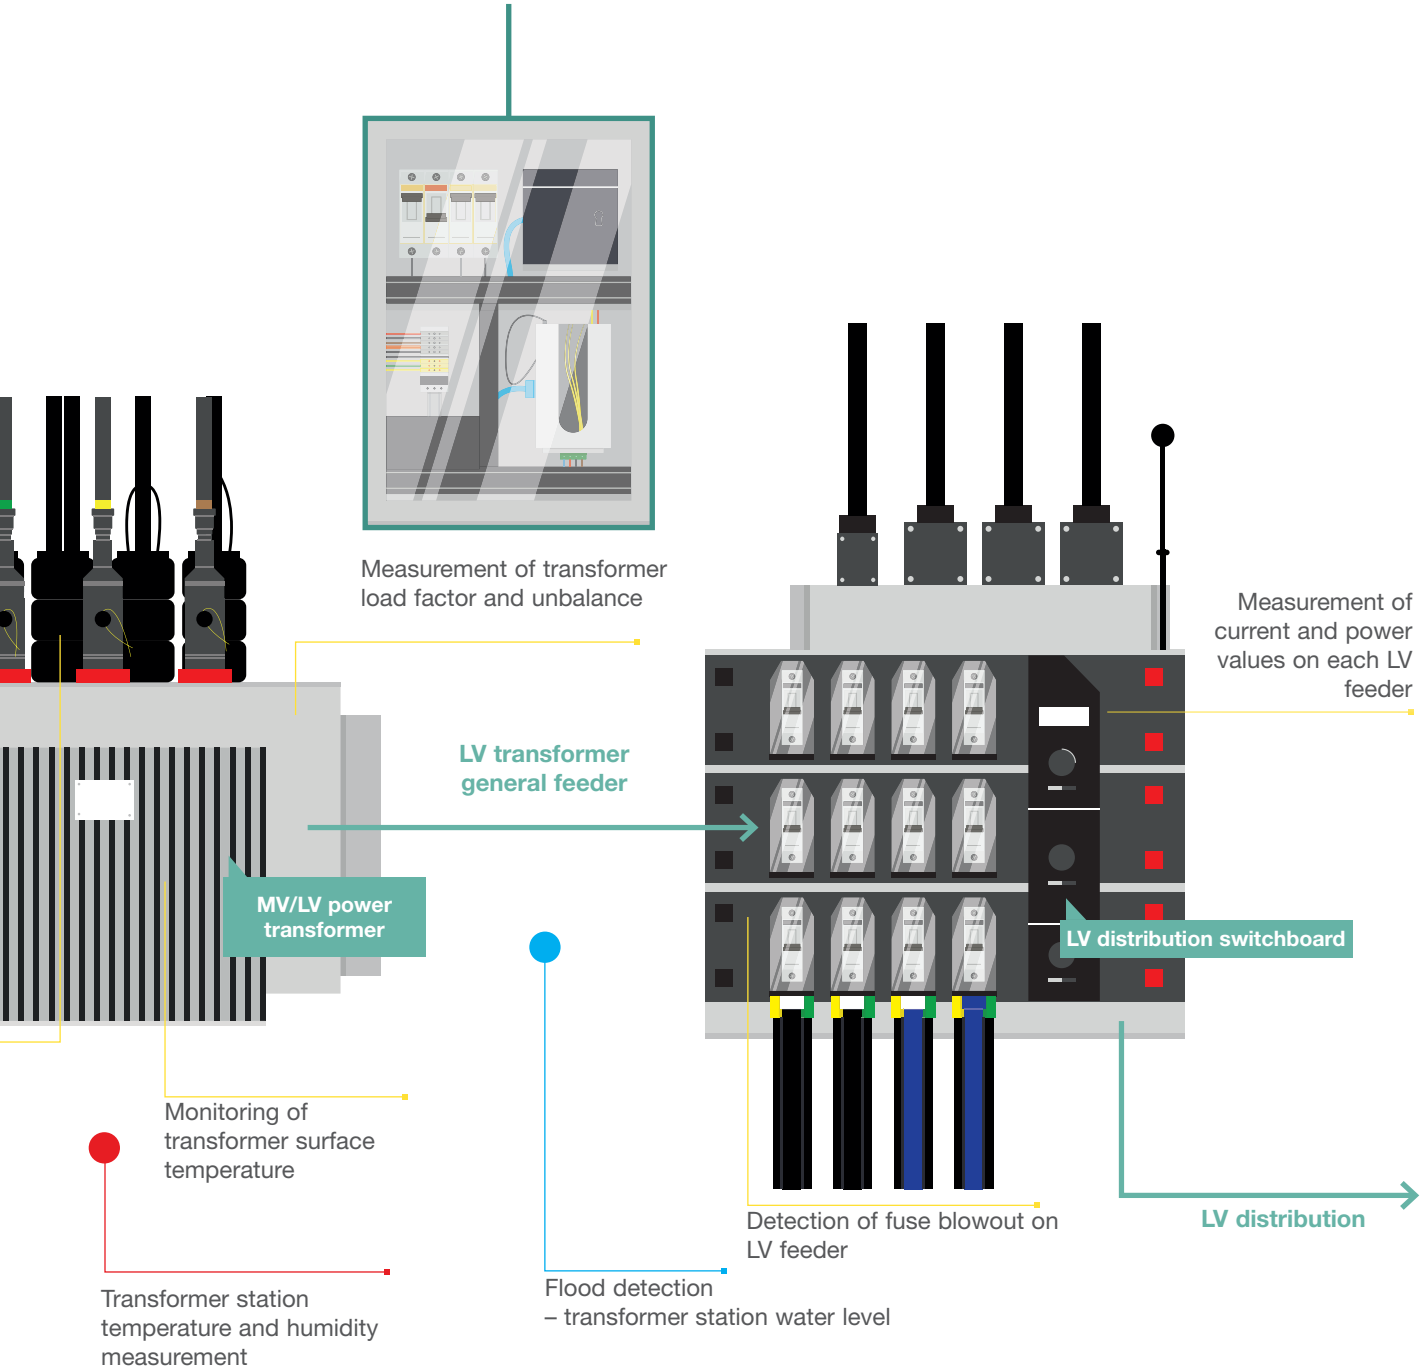 Measurement of transformer
load factor and unbalance
Measurement of
current and power
values on each LV
feeder
LV transformer
general feeder
MV/LV power
transformer
LV distribution switchboard
Monitoring of
transformer surface
temperature
Detection of fuse blowout on
LV feeder
LV distribution
Flood detection
– transformer station water level
Transformer station
temperature and humidity
measurement